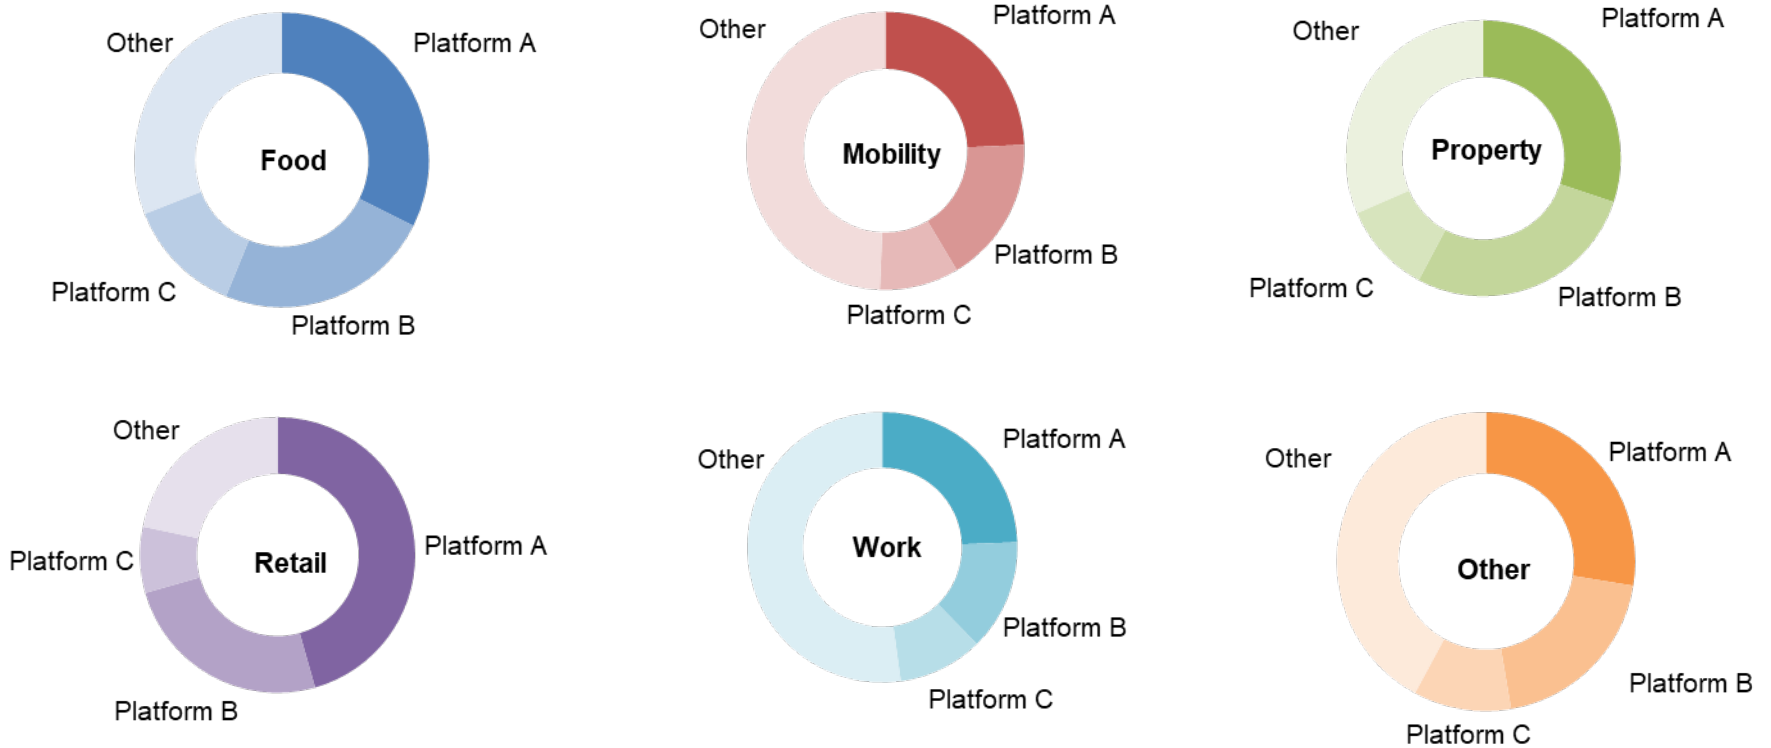 Other
Platform A
Food
Platform C
Platform B
Other
Platform A
Mobility
Platform B
Platform C
Other
Platform A
Property
Platform C
Platform B
Other
Platform A
Platform C
Retail
Platform B
Other
Platform A
Work
Platform B
Platform C
Other
Platform A
Other
Platform B
Platform C